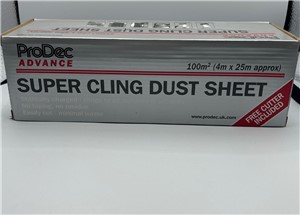 SUPER CLING DUST SHEET
ProDec
ADVANCE
100m² (4m x 25m approx)
SUPER CLING DUST SHEET
FREE CUTTER
INCLUDED
www.prodec-uk.com